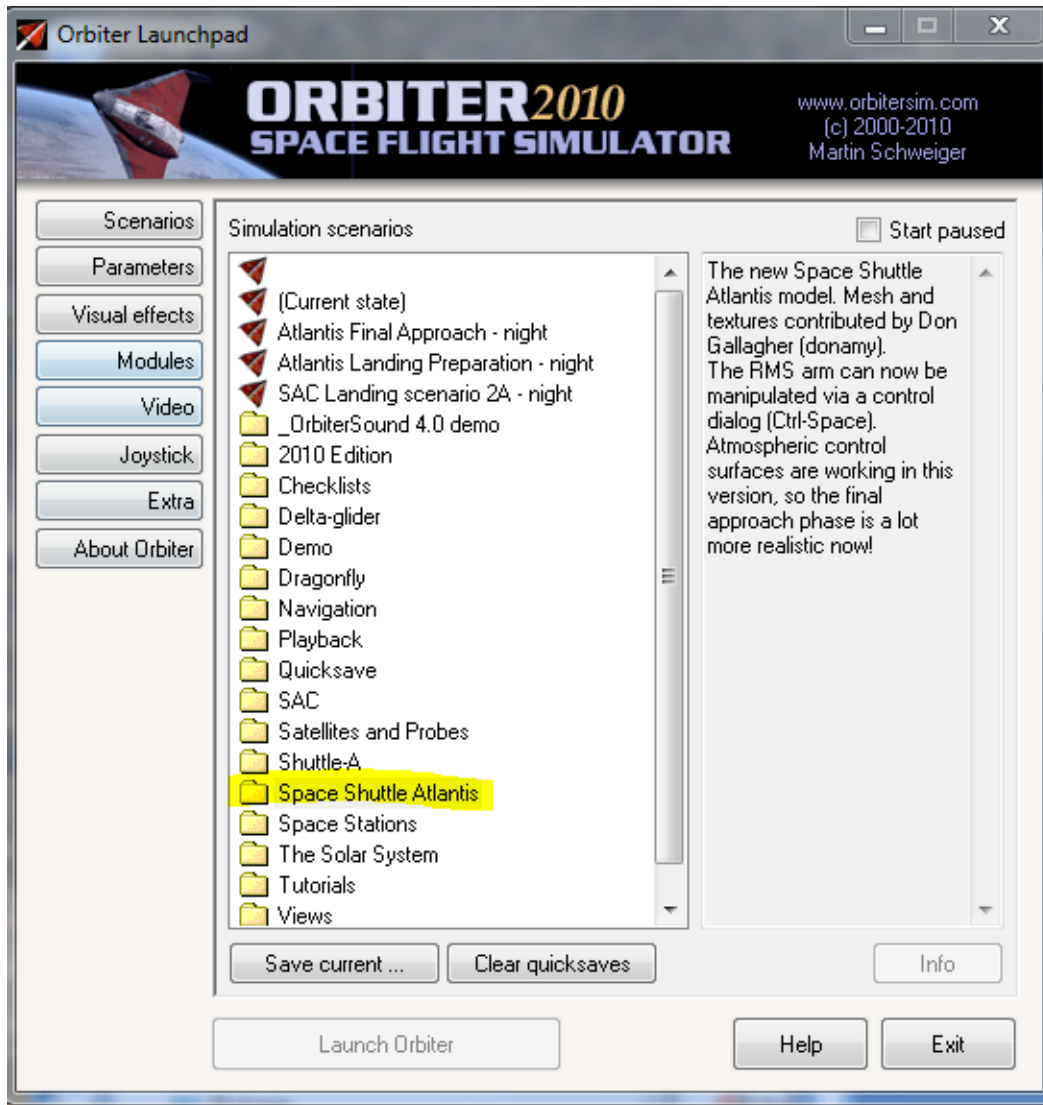 Orbiter Launchpad
ORBITER2010
SPACE FLIGHT SIMULATOR
www.orbitersim.com
(c) 2000-2010
Martin Schweiger
Scenarios
Parameters
Visual effects
Modules
Video
Joystick
Extra
About Orbiter
Simulation scenarios
Start paused
(Current state)
Atlantis Final Approach - night
Atlantis Landing Preparation - night
SAC Landing scenario 2A - night
_OrbiterSound 4.0 demo
2010 Edition
Checklists
Delta-glider
Demo
Dragonfly
Navigation
Playback
Quicksave
SAC
Satellites and Probes
Shuttle-A
Space Shuttle Atlantis
Space Stations
The Solar System
Tutorials
Views
The new Space Shuttle
Atlantis model. Mesh and
textures contributed by Don
Gallagher (donamy).
The RMS arm can now be
manipulated via a control
dialog (Ctrl-Space).
Atmospheric control
surfaces are working in this
version, so the final
approach phase is a lot
more realistic now!
Save current ...
Clear quicksaves
Info
Launch Orbiter
Help
Exit